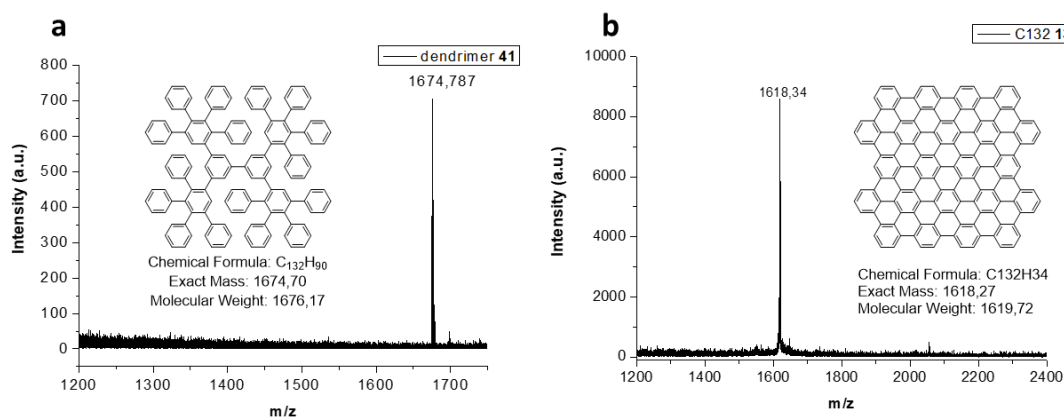 a
dendrimer 41
1674,787
Intensity (a.u.)
800
700
600
500
400
300
200
100
0
Chemical Formula: C₁₃₂H₉₀
Exact Mass: 1674,70
Molecular Weight: 1676,17
1200
1300
1400
1500
1600
1700
m/z
b
C132
1618,34
Intensity (a.u.)
10000
8000
6000
4000
2000
0
Chemical Formula: C132H34
Exact Mass: 1618,27
Molecular Weight: 1619,72
1200
1400
1600
1800
2000
2200
2400
m/z